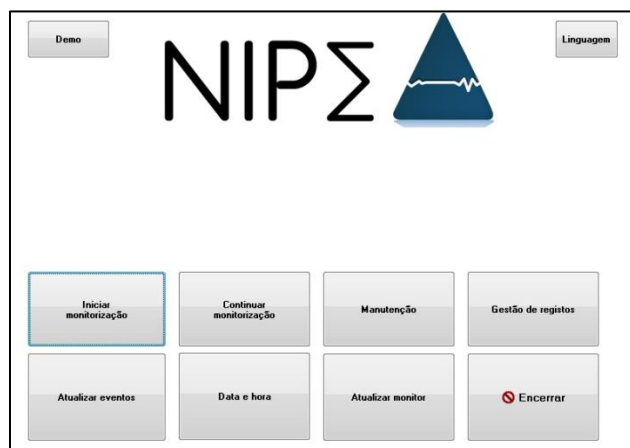 Demo
NIPΣ
Linguagem
Iniciar
monitorização
Continuar
monitorização
Manutenção
Gestão de registos
Atualizar eventos
Data e hora
Atualizar monitor
Encerrar